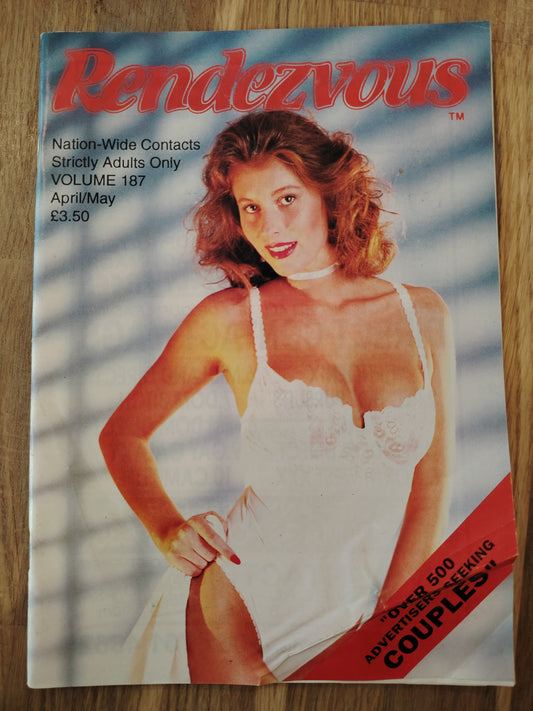 Rendezvous
TM
Nation-Wide Contacts
Strictly Adults Only
VOLUME 187
April/May
£3.50
"OVER 500
ADVERTISERS SEEKING
COUPLES"